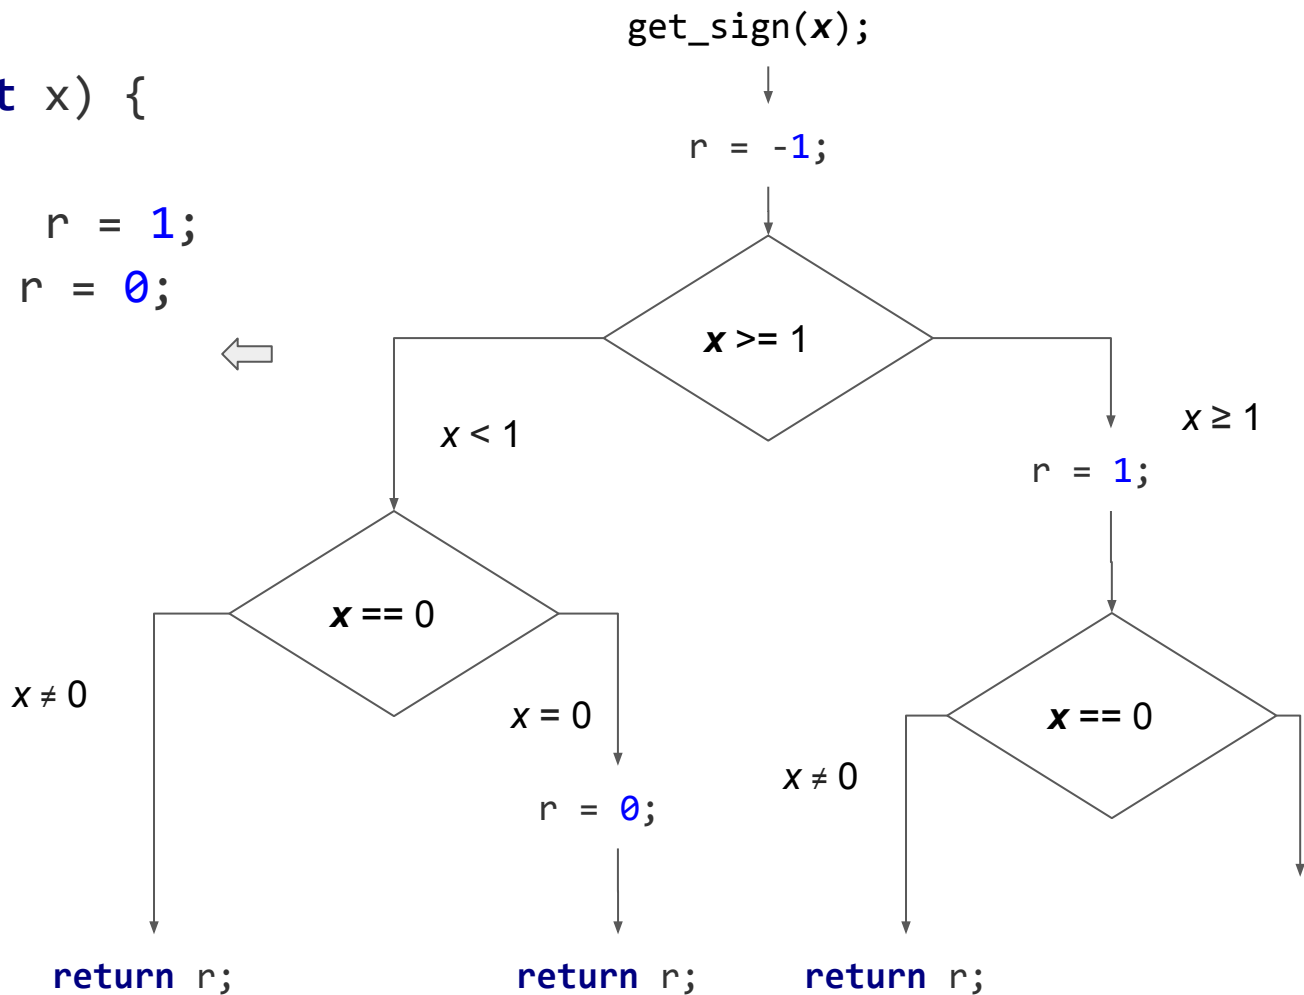 get_sign(x);
t x) {
r = -1;
r = 1;
r = 0;
x >= 1
x < 1
x ≥ 1
r = 1;
x == 0
x ≠ 0
x = 0
x == 0
x ≠ 0
r = 0;
return r;
return r;
return r;